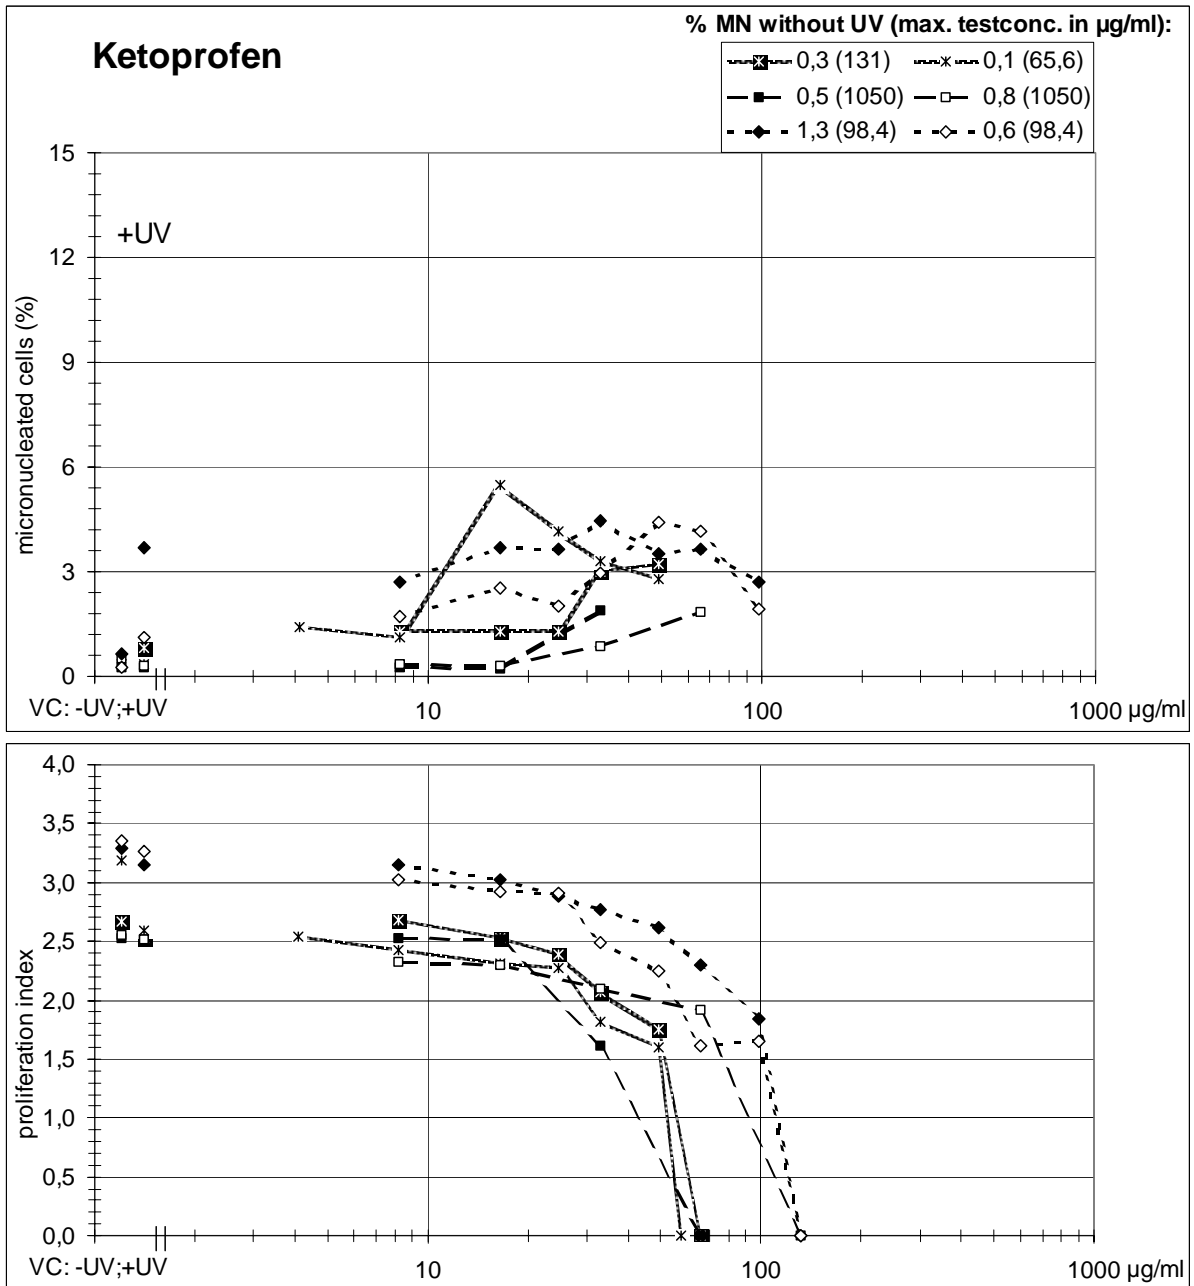 Ketoprofen
% MN without UV (max. testconc. in µg/ml):
0,3 (131) 0,1 (65,6)
0,5 (1050) 0,8 (1050)
1,3 (98,4) 0,6 (98,4)
15
+UV
12
9
6
3
0
micronucleated cells (%)
VC: -UV;+UV 10 100 1000 µg/ml
4,0
3,5
3,0
2,5
2,0
1,5
1,0
0,5
0,0
proliferation index
VC: -UV;+UV 10 100 1000 µg/ml